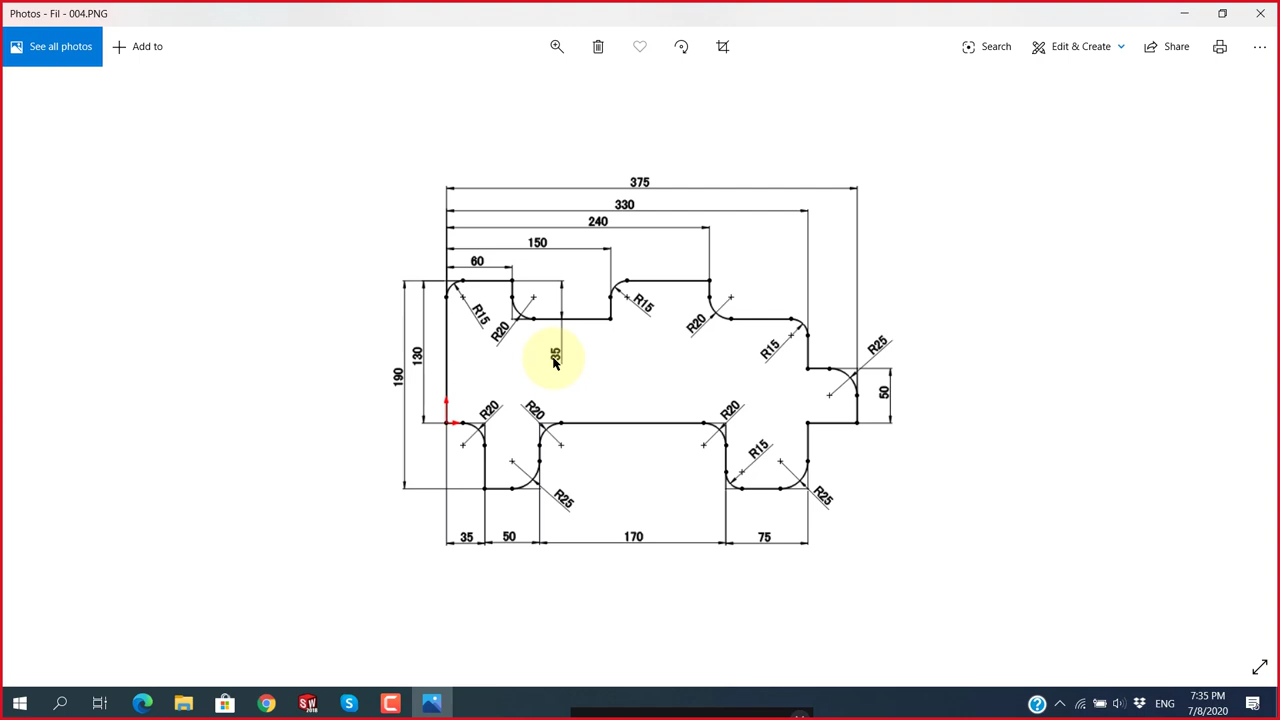 Photos - Fil - 004.PNG
See all photos
Add to
Search
Edit & Create
Share
375
330
240
150
60
R15
R20
R15
R20
R15
R25
35
130
190
50
R20
R20
R20
R15
R25
R25
35
50
170
75
SW
2018
S
C
?
ENG
7:35 PM
7/8/2020